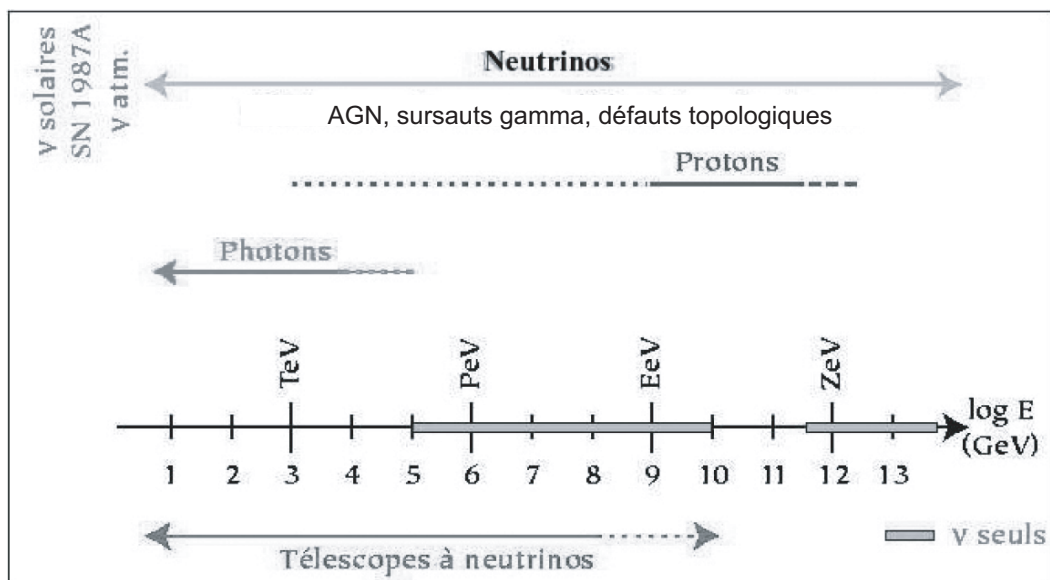 ν solaires
SN 1987A
ν atm.
Neutrinos
AGN, sursauts gamma, défauts topologiques
Protons
Photons
TeV
PeV
EeV
ZeV
log E
(GeV)
1 2 3 4 5 6 7 8 9 10 11 12 13
Télescopes à neutrinos
ν seuls